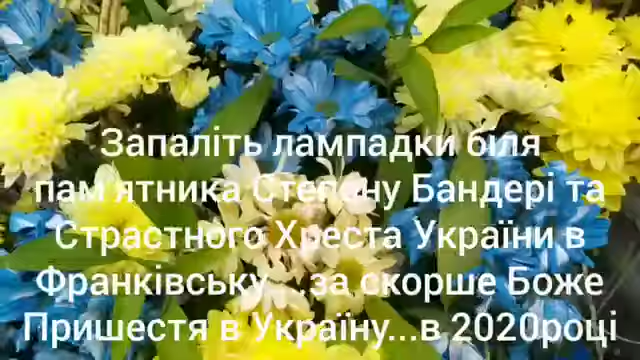 Запаліть лампадки біля
пам'ятника Степану Бандері та
Страстного Хреста України в
Франківську...за скорше Боже
Пришестя в Україну...в 2020році